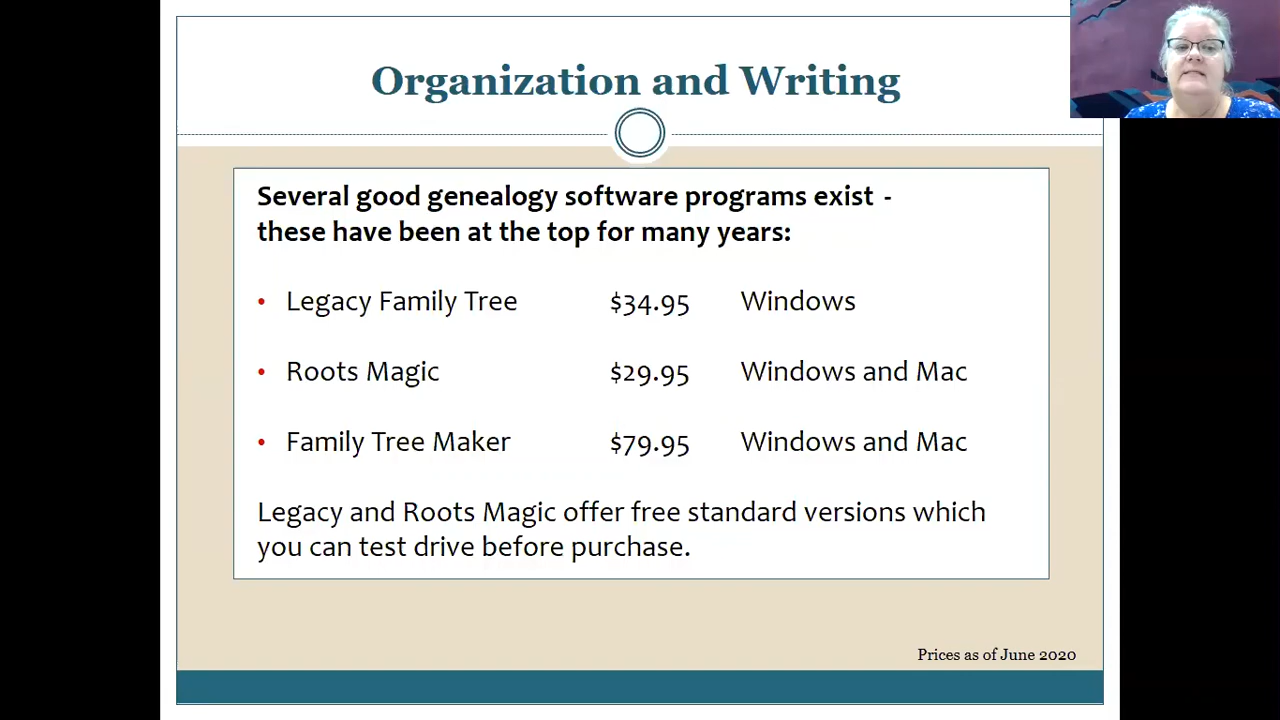 Organization and Writing
Several good genealogy software programs exist -
these have been at the top for many years:
• Legacy Family Tree $34.95 Windows
• Roots Magic $29.95 Windows and Mac
• Family Tree Maker $79.95 Windows and Mac
Legacy and Roots Magic offer free standard versions which
you can test drive before purchase.
Prices as of June 2020